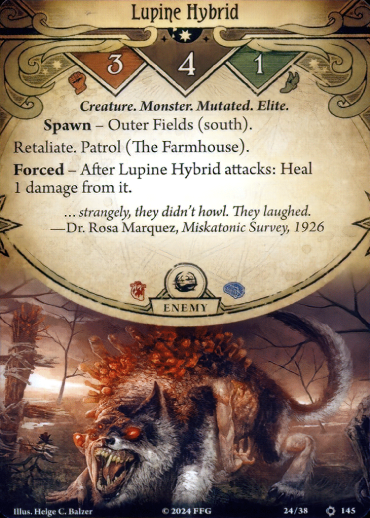 Lupine Hybrid
3 4 1
Creature. Monster. Mutated. Elite.
Spawn – Outer Fields (south).
Retaliate. Patrol (The Farmhouse).
Forced – After Lupine Hybrid attacks: Heal
1 damage from it.
… strangely, they didn't howl. They laughed.
—Dr. Rosa Marquez, Miskatonic Survey, 1926
ENEMY
Illus. Helge C. Balzer © 2024 FFG 24/38 145